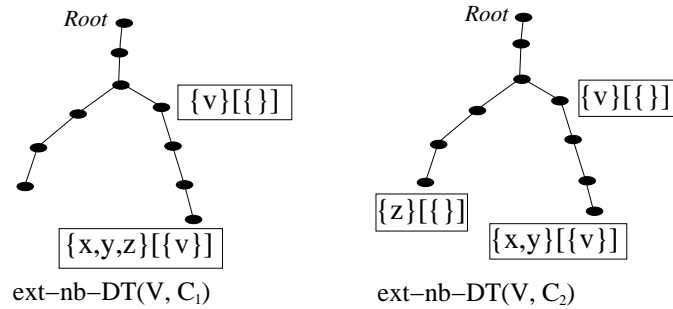 Root
{v}[{}]
{x,y,z}[{v}]
ext-nb-DT(V, C₁)
Root
{v}[{}]
{z}[{}]
{x,y}[{v}]
ext-nb-DT(V, C₂)